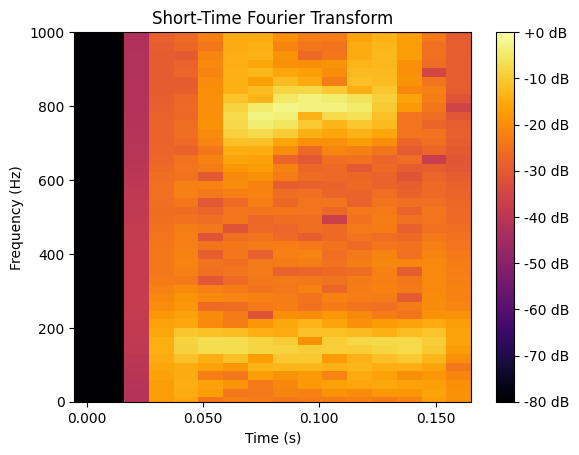 Short-Time Fourier Transform
1000
800
600
400
200
0
Frequency (Hz)
0.000
0.050
0.100
0.150
Time (s)
+0 dB
-10 dB
-20 dB
-30 dB
-40 dB
-50 dB
-60 dB
-70 dB
-80 dB